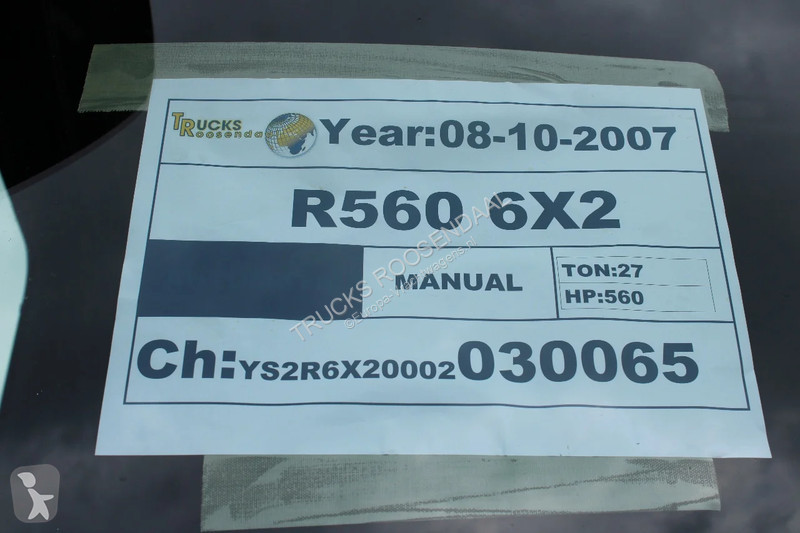 TRUCKS
Roosendaal
Year:08-10-2007
R560 6X2
MANUAL
TON:27
HP:560
Ch:YS2R6X20002030065
TRUCKS ROOSENDAAL